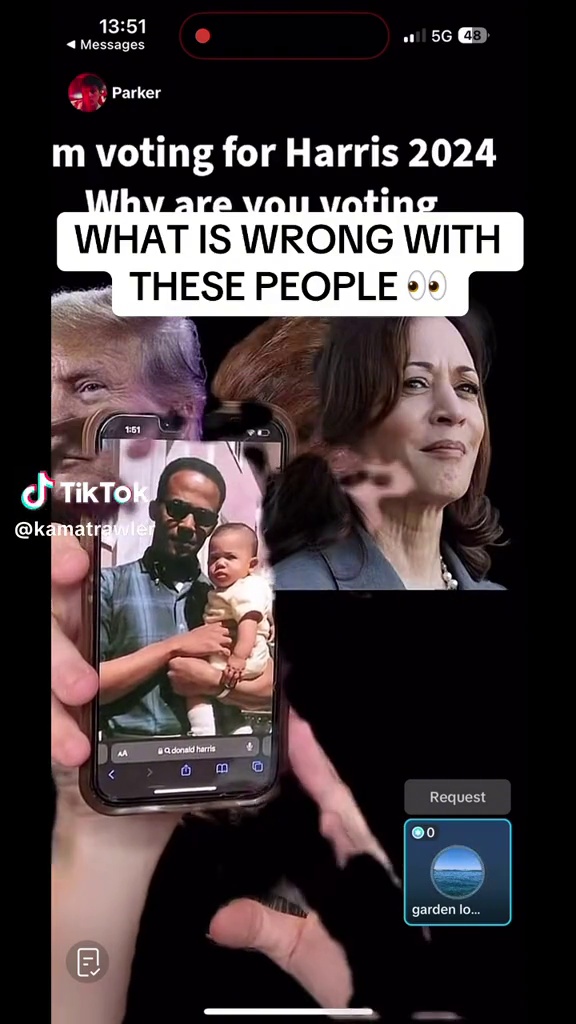 13:51
5G 48
◀ Messages
Parker
m voting for Harris 2024
Why are you voting
WHAT IS WRONG WITH
THESE PEOPLE 👀
1:51
TikTok
@kamatrawler
AA donald harris
Request
0
garden lo...